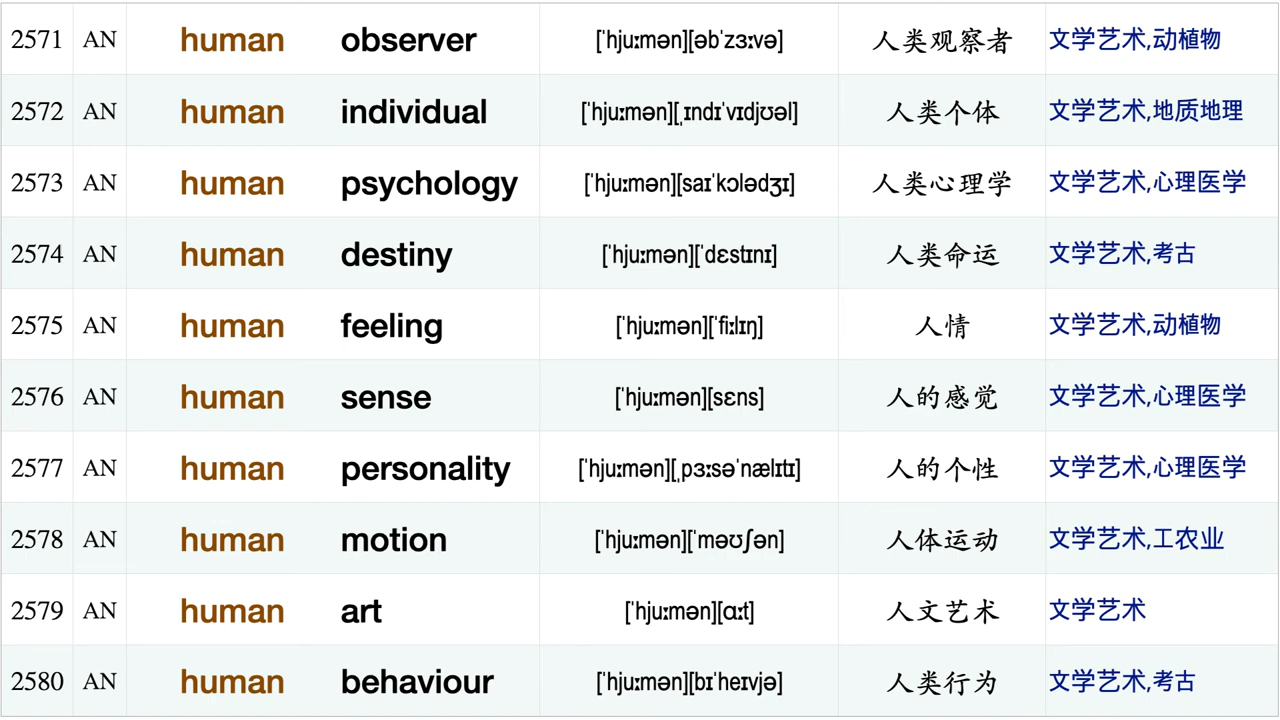 2571 AN human observer [ˈhjuːmən][əbˈzɜːvə] 人类观察者 文学艺术,动植物
2572 AN human individual [ˈhjuːmən][ˌɪndɪˈvɪdjʊəl] 人类个体 文学艺术,地质地理
2573 AN human psychology [ˈhjuːmən][saɪˈkɔlədʒɪ] 人类心理学 文学艺术,心理医学
2574 AN human destiny [ˈhjuːmən][ˈdɛstɪnɪ] 人类命运 文学艺术,考古
2575 AN human feeling [ˈhjuːmən][ˈfiːlɪŋ] 人情 文学艺术,动植物
2576 AN human sense [ˈhjuːmən][sɛns] 人的感觉 文学艺术,心理医学
2577 AN human personality [ˈhjuːmən][ˌpɜːsəˈnælɪtɪ] 人的个性 文学艺术,心理医学
2578 AN human motion [ˈhjuːmən][ˈməʊʃən] 人体运动 文学艺术,工农业
2579 AN human art [ˈhjuːmən][ɑːt] 人文艺术 文学艺术
2580 AN human behaviour [ˈhjuːmən][bɪˈheɪvjə] 人类行为 文学艺术,考古